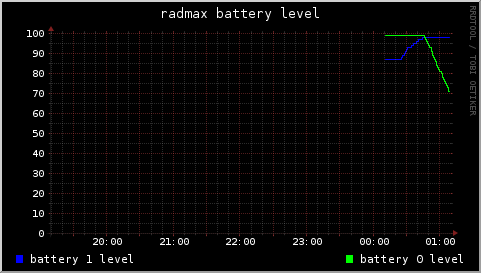 radmax battery level
RRDTOOL / TOBI OETIKER
100
90
80
70
60
50
40
30
20
10
0
20:00 21:00 22:00 23:00 00:00 01:00
battery 1 level battery 0 level